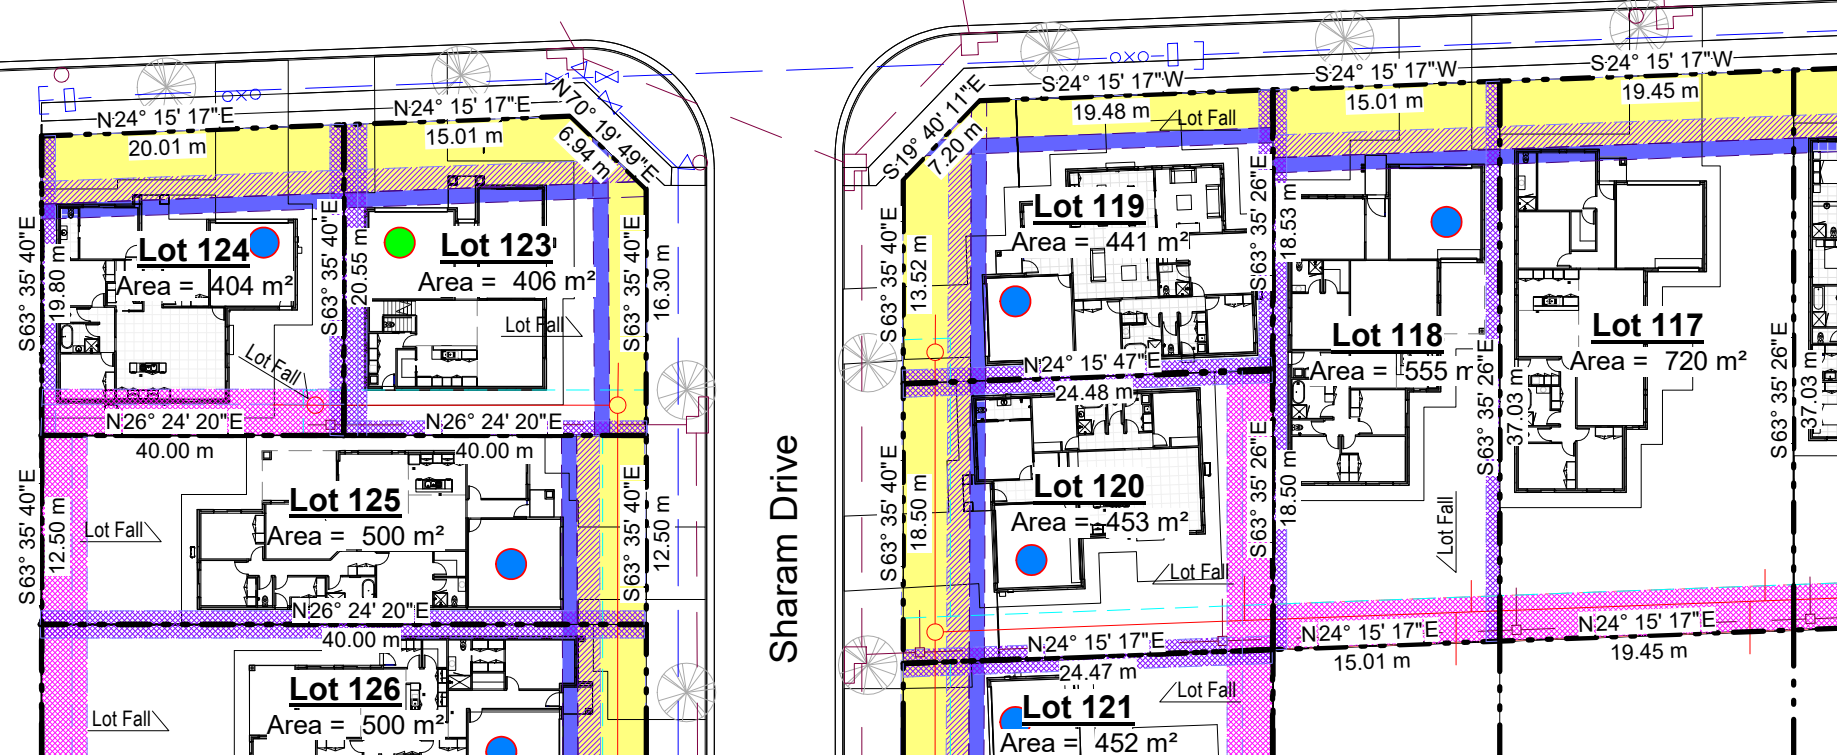 N24° 15' 17"E
20.01 m
N24° 15' 17"E
15.01 m
N70° 19' 49"E
6.94 m
S63° 35' 40"E
19.80 m
Lot 124
Area = 404 m²
Lot Fall
S63° 35' 40"E
20.55 m
Lot 123
Area = 406 m²
Lot Fall
S63° 35' 40"E
16.30 m
N26° 24' 20"E
40.00 m
N26° 24' 20"E
40.00 m
S63° 35' 40"E
12.50 m
Lot Fall
Lot 125
Area = 500 m²
S63° 35' 40"E
12.50 m
N26° 24' 20"E
40.00 m
Lot Fall
Lot 126
Area = 500 m²
Sharam Drive
S19° 40' 11"E
7.20 m
S24° 15' 17"W
19.48 m
Lot Fall
S24° 15' 17"W
15.01 m
S24° 15' 17"W
19.45 m
S63° 35' 40"E
13.52 m
Lot 119
Area = 441 m²
S63° 35' 26"E
18.53 m
N24° 15' 47"E
24.48 m
Lot 118
Area = 555 m
Lot 117
Area = 720 m²
S63° 35' 26"E
37.03 m
S63° 35' 26"E
37.03 m
S63° 35' 40"E
18.50 m
Lot 120
Area = 453 m²
Lot Fall
S63° 35' 26"E
18.50 m
Lot Fall
N24° 15' 17"E
24.47 m
N24° 15' 17"E
15.01 m
N24° 15' 17"E
19.45 m
Lot Fall
Lot 121
Area = 452 m²